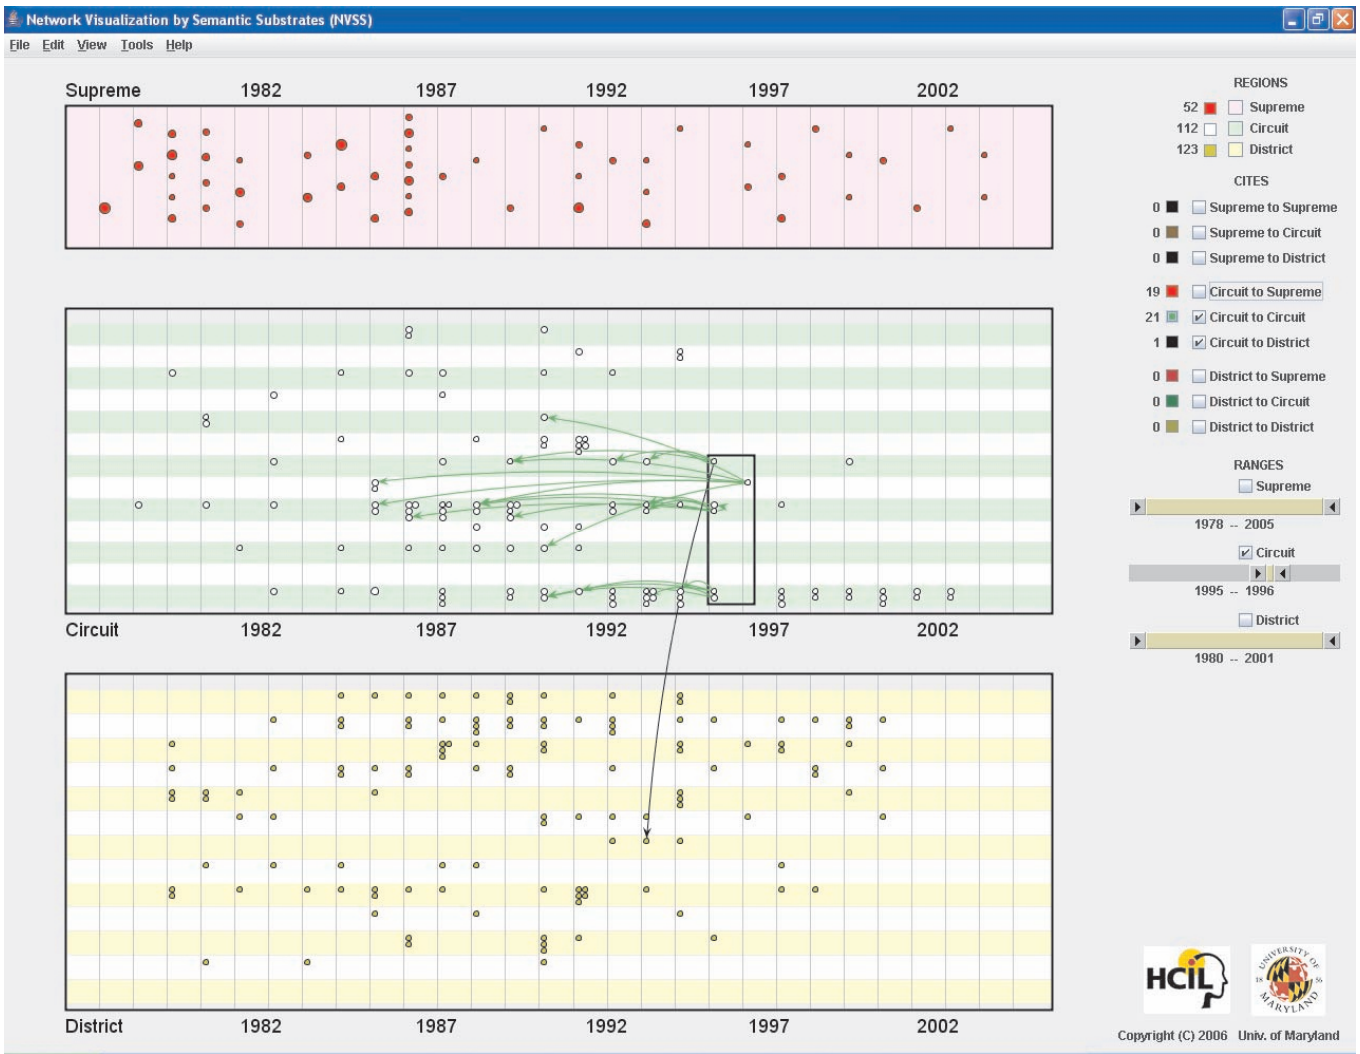 Network Visualization by Semantic Substrates (NVSS)
File Edit View Tools Help
Supreme 1982 1987 1992 1997 2002
Circuit 1982 1987 1992 1997 2002
District 1982 1987 1992 1997 2002
REGIONS
52 Supreme
112 Circuit
123 District
CITES
0 Supreme to Supreme
0 Supreme to Circuit
0 Supreme to District
19 Circuit to Supreme
21 Circuit to Circuit
1 Circuit to District
0 District to Supreme
0 District to Circuit
0 District to District
RANGES
Supreme
1978 -- 2005
Circuit
1995 -- 1996
District
1980 -- 2001
HCIL
UNIVERSITY OF
18 56
MARYLAND
Copyright (C) 2006 Univ. of Maryland